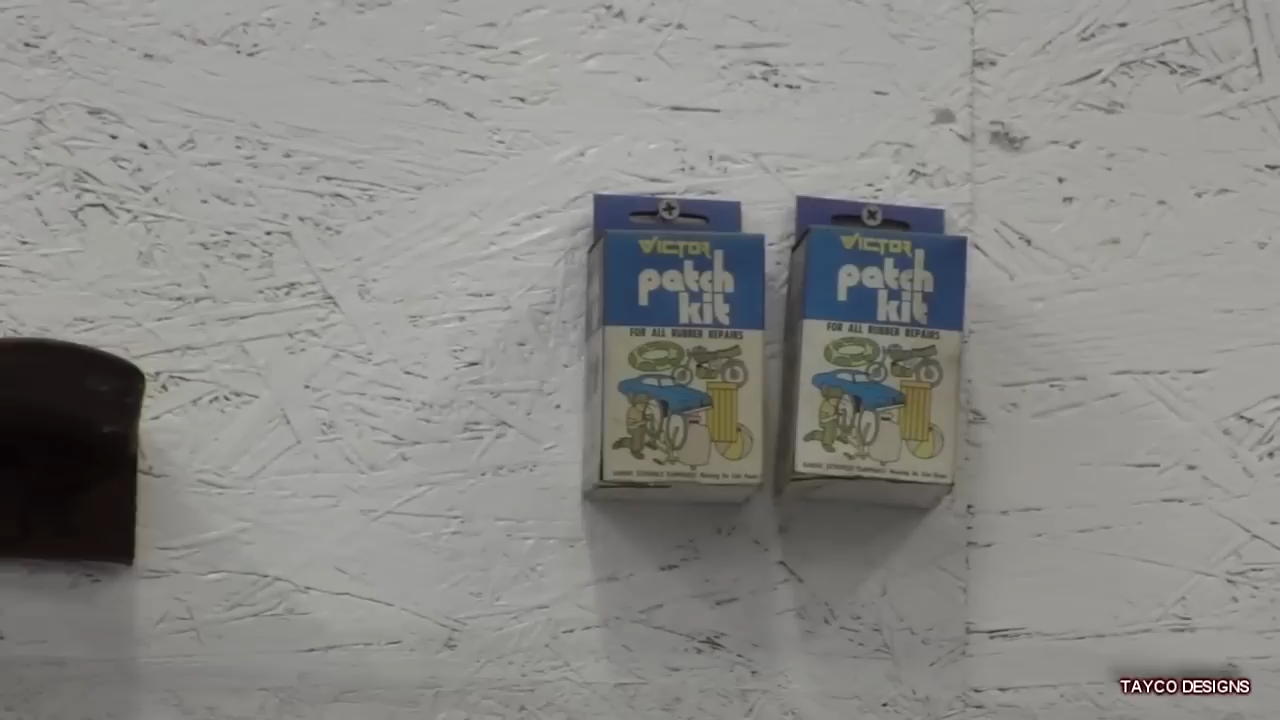 VICTOR
patch
kit
FOR ALL RUBBER REPAIRS
VICTOR
patch
kit
FOR ALL RUBBER REPAIRS
TAYCO DESIGNS